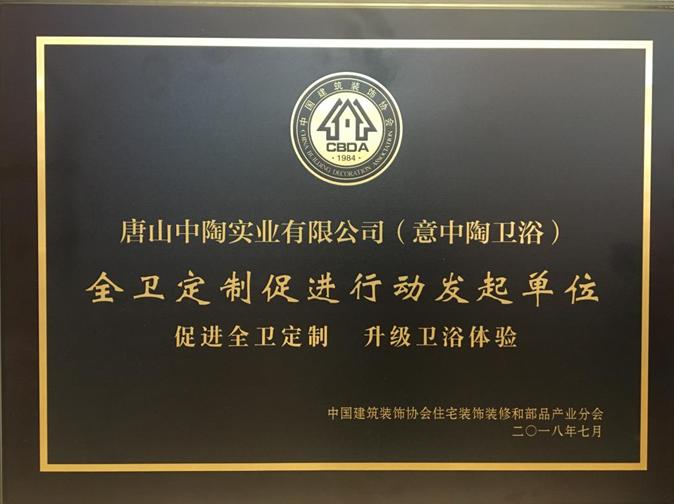 中国建筑装饰协会
CBDA
·1984·
CHINA BUILDING DECORATION ASSOCIATION
唐山中陶实业有限公司（意中陶卫浴）
全卫定制促进行动发起单位
促进全卫定制 升级卫浴体验
中国建筑装饰协会住宅装饰装修和部品产业分会
二〇一八年七月